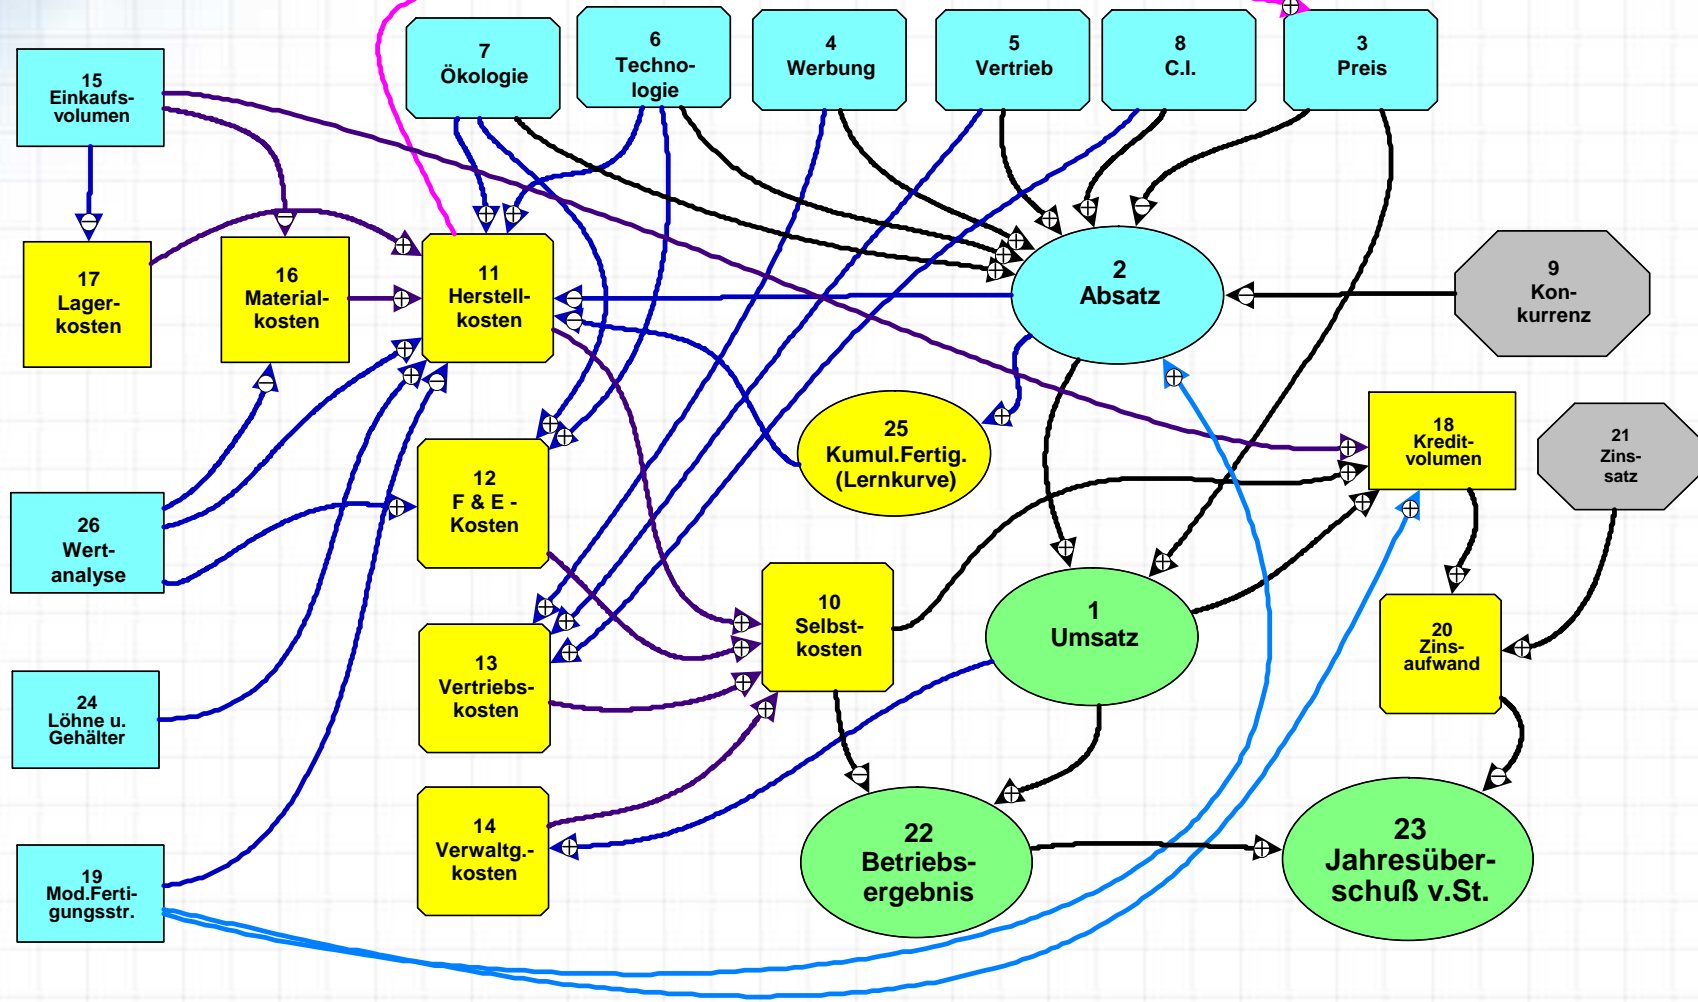 7
Ökologie
6
Techno-
logie
4
Werbung
5
Vertrieb
8
C.I.
3
Preis
15
Einkaufs-
volumen
17
Lager-
kosten
16
Material-
kosten
11
Herstell-
kosten
2
Absatz
9
Kon-
kurrenz
25
Kumul.Fertig.
(Lernkurve)
18
Kredit-
volumen
21
Zins-
satz
12
F & E -
Kosten
26
Wert-
analyse
10
Selbst-
kosten
1
Umsatz
20
Zins-
aufwand
13
Vertriebs-
kosten
24
Löhne u.
Gehälter
14
Verwaltg.-
kosten
22
Betriebs-
ergebnis
23
Jahresüber-
schuß v.St.
19
Mod.Ferti-
gungsstr.